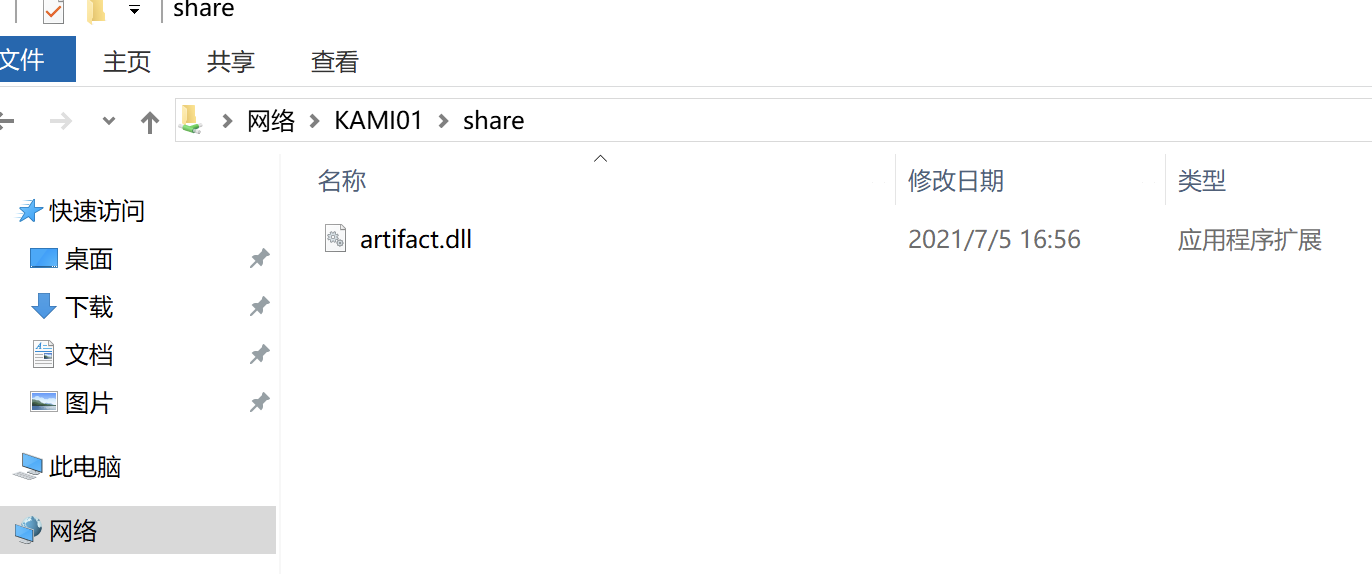 share
文件 主页 共享 查看
网络 KAMI01 share
名称 修改日期 类型
artifact.dll 2021/7/5 16:56 应用程序扩展
快速访问
桌面
下载
文档
图片
此电脑
网络